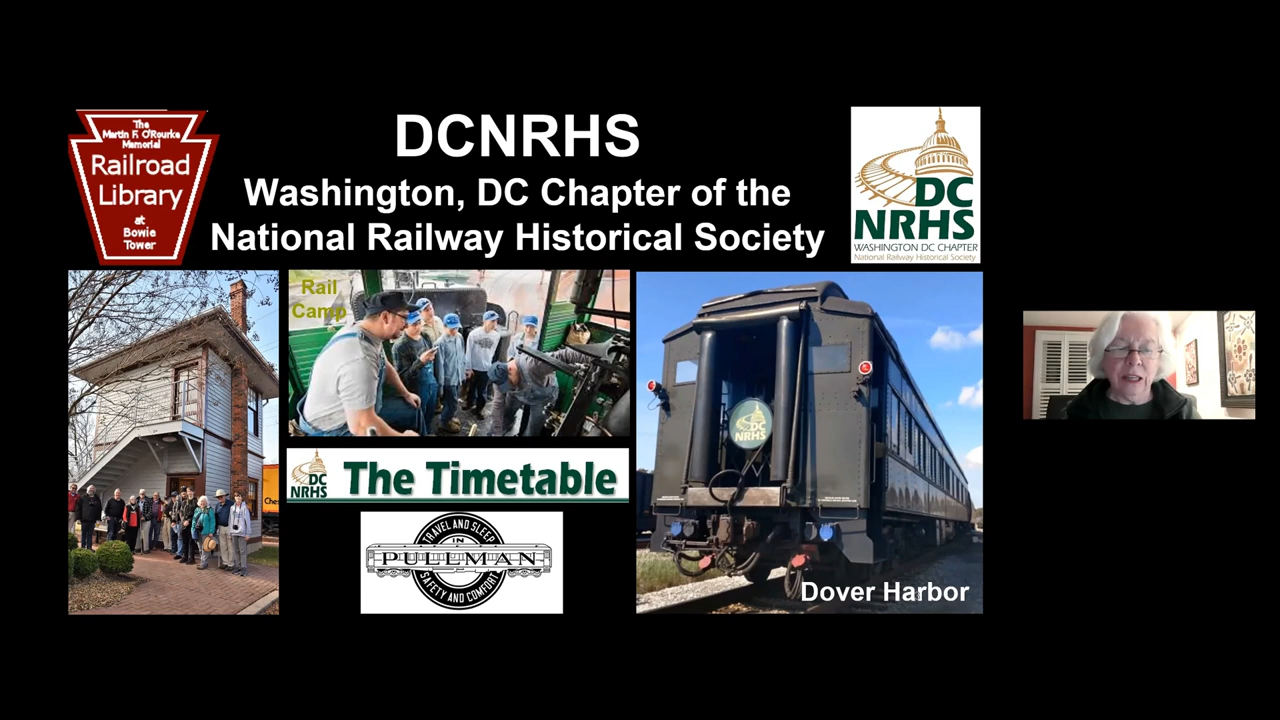 The
Martin F. O'Rourke
Memorial
Railroad
Library
at
Bowie
Tower
DCNRHS
Washington, DC Chapter of the
National Railway Historical Society
DC
NRHS
WASHINGTON DC CHAPTER
National Railway Historical Society
Rail
Camp
DC
NRHS
The Timetable
TRAVEL AND SLEEP
IN
PULLMAN
SAFETY AND COMFORT
DC
NRHS
Dover Harbor